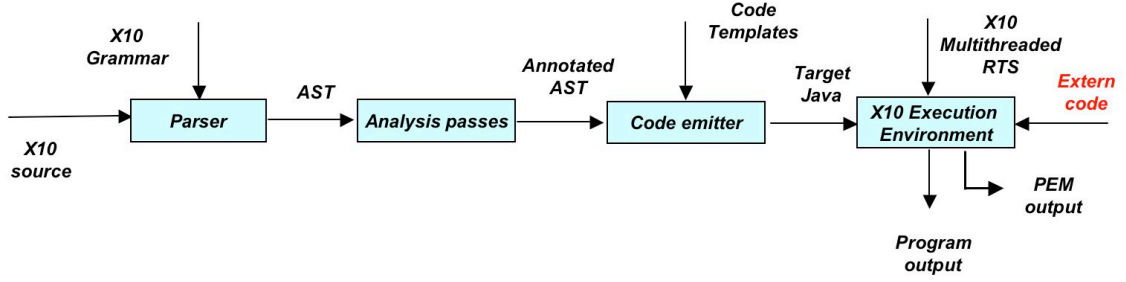 X10
Grammar
Code
Templates
X10
Multithreaded
RTS
AST
Annotated
AST
Target
Java
Extern
code
Parser
Analysis passes
Code emitter
X10 Execution
Environment
X10
source
PEM
output
Program
output